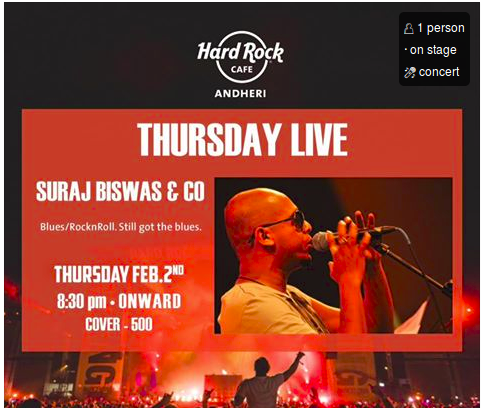 Hard Rock
CAFE
ANDHERI
1 person
· on stage
concert
THURSDAY LIVE
SURAJ BISWAS & CO
Blues/RocknRoll. Still got the blues.
THURSDAY FEB.2ND
8:30 pm • ONWARD
COVER - 500